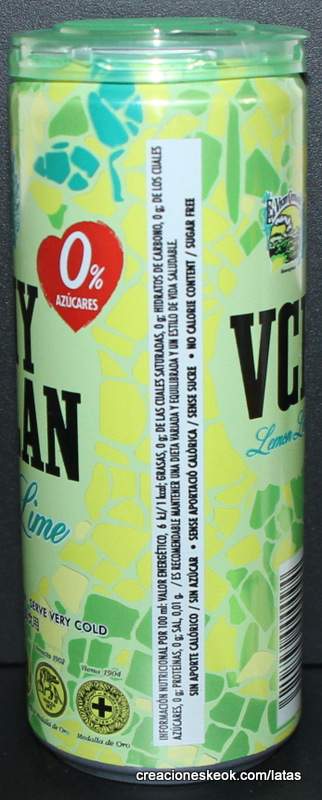 0%
AZÚCARES
Y
AN
Lime
SERVE VERY COLD
Viena 1904
Medalla de Oro
Medalla de Oro
INFORMACIÓN NUTRICIONAL POR 100 ml: VALOR ENERGÉTICO, 6 kJ/1 kcal; GRASAS, 0 g; DE LAS CUALES SATURADAS, 0 g; HIDRATOS DE CARBONO, 0 g; DE LOS CUALES
AZÚCARES, 0 g; PROTEÍNAS, 0 g; SAL, 0,01 g. / ES RECOMENDABLE MANTENER UNA DIETA VARIADA Y EQUILIBRADA Y UN ESTILO DE VIDA SALUDABLE.
SIN APORTE CALÓRICO / SIN AZÚCAR • SENSE APORTACIÓ CALÒRICA / SENSE SUCRE • NO CALORIE CONTENT / SUGAR FREE
VC
Lemon L
creacioneskeok.com/latas